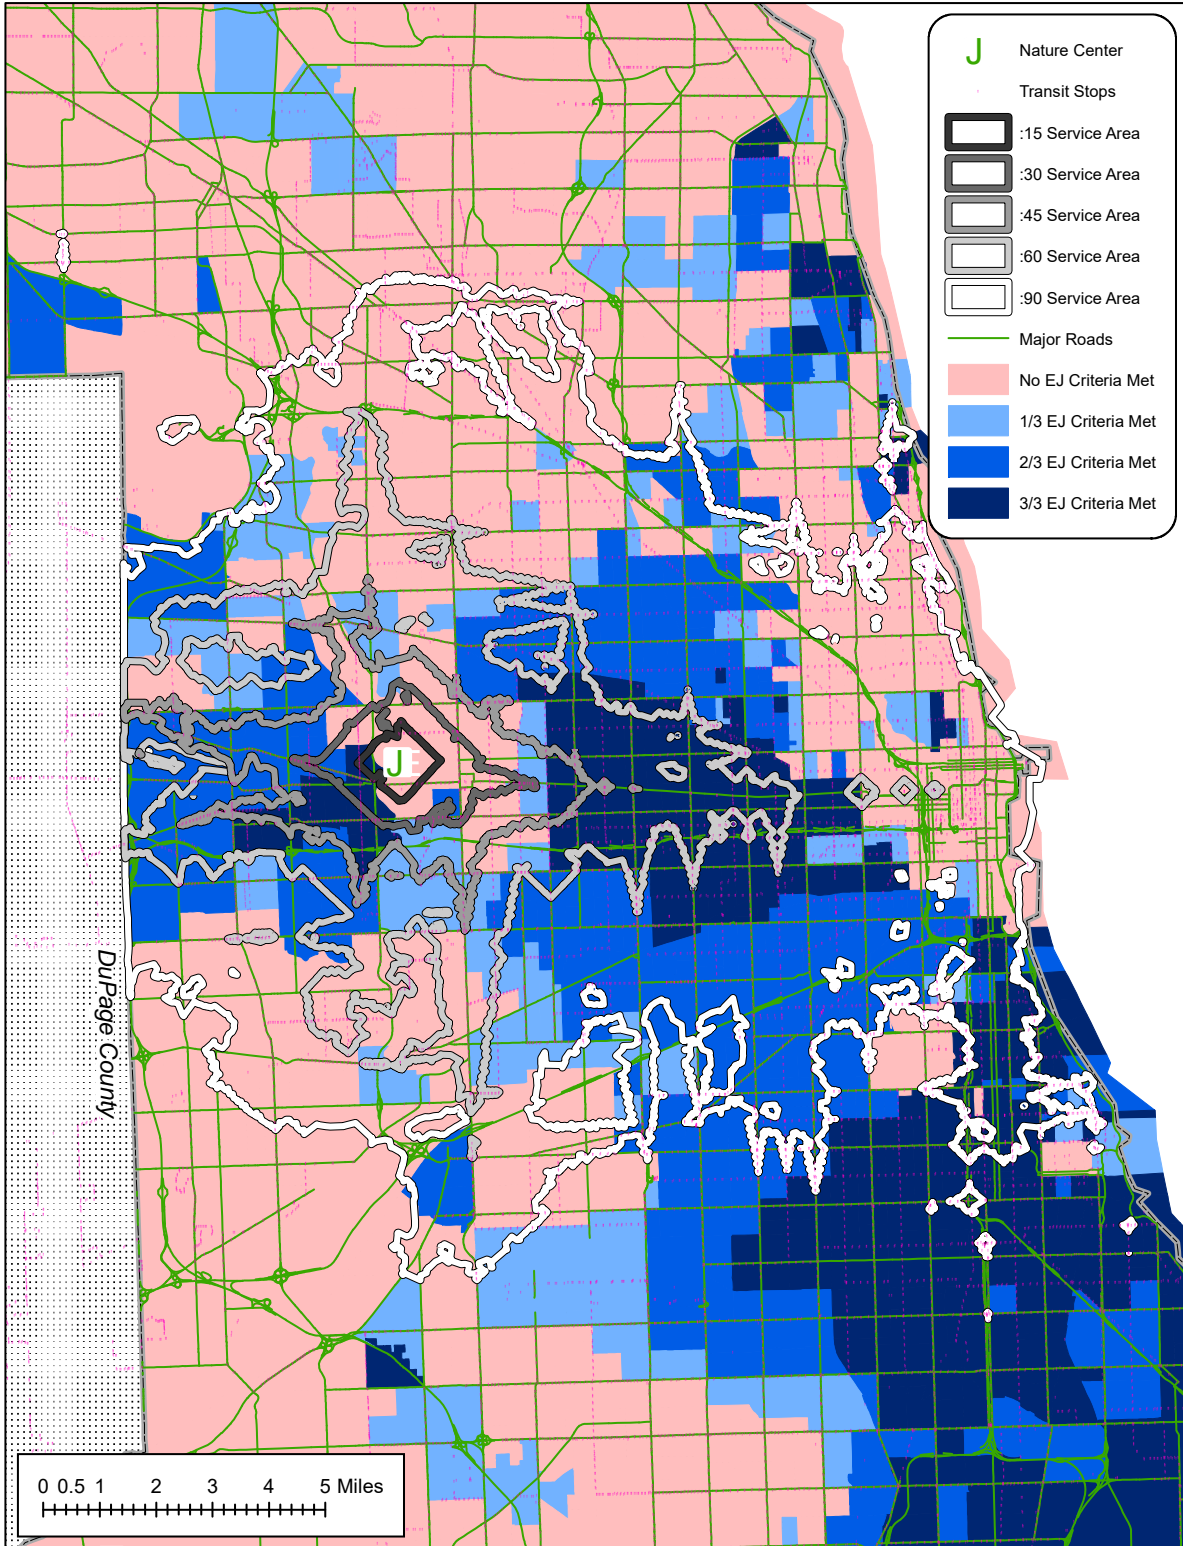 J
Nature Center
Transit Stops
:15 Service Area
:30 Service Area
:45 Service Area
:60 Service Area
:90 Service Area
Major Roads
No EJ Criteria Met
1/3 EJ Criteria Met
2/3 EJ Criteria Met
3/3 EJ Criteria Met
J
DuPage County
0 0.5 1 2 3 4 5 Miles